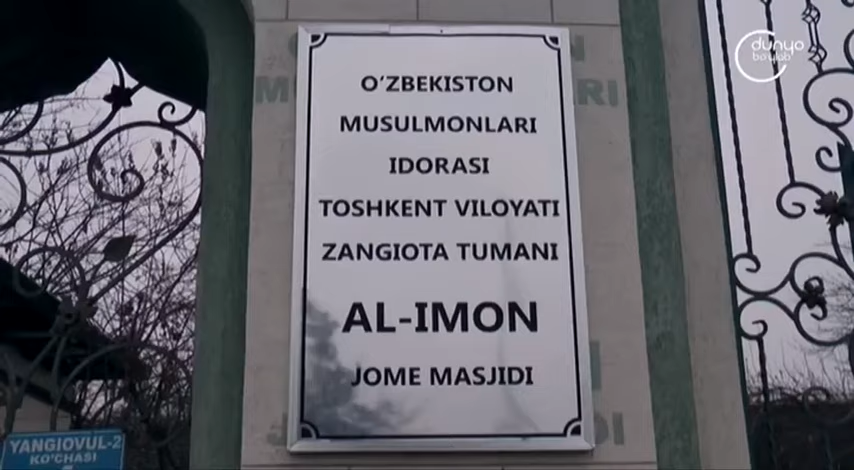 dunyo
bo'ylab
O'ZBEKISTON
MUSULMONLARI
IDORASI
TOSHKENT VILOYATI
ZANGIOTA TUMANI
AL-IMON
JOME MASJIDI
YANGIOVUL-2
KO'CHASI